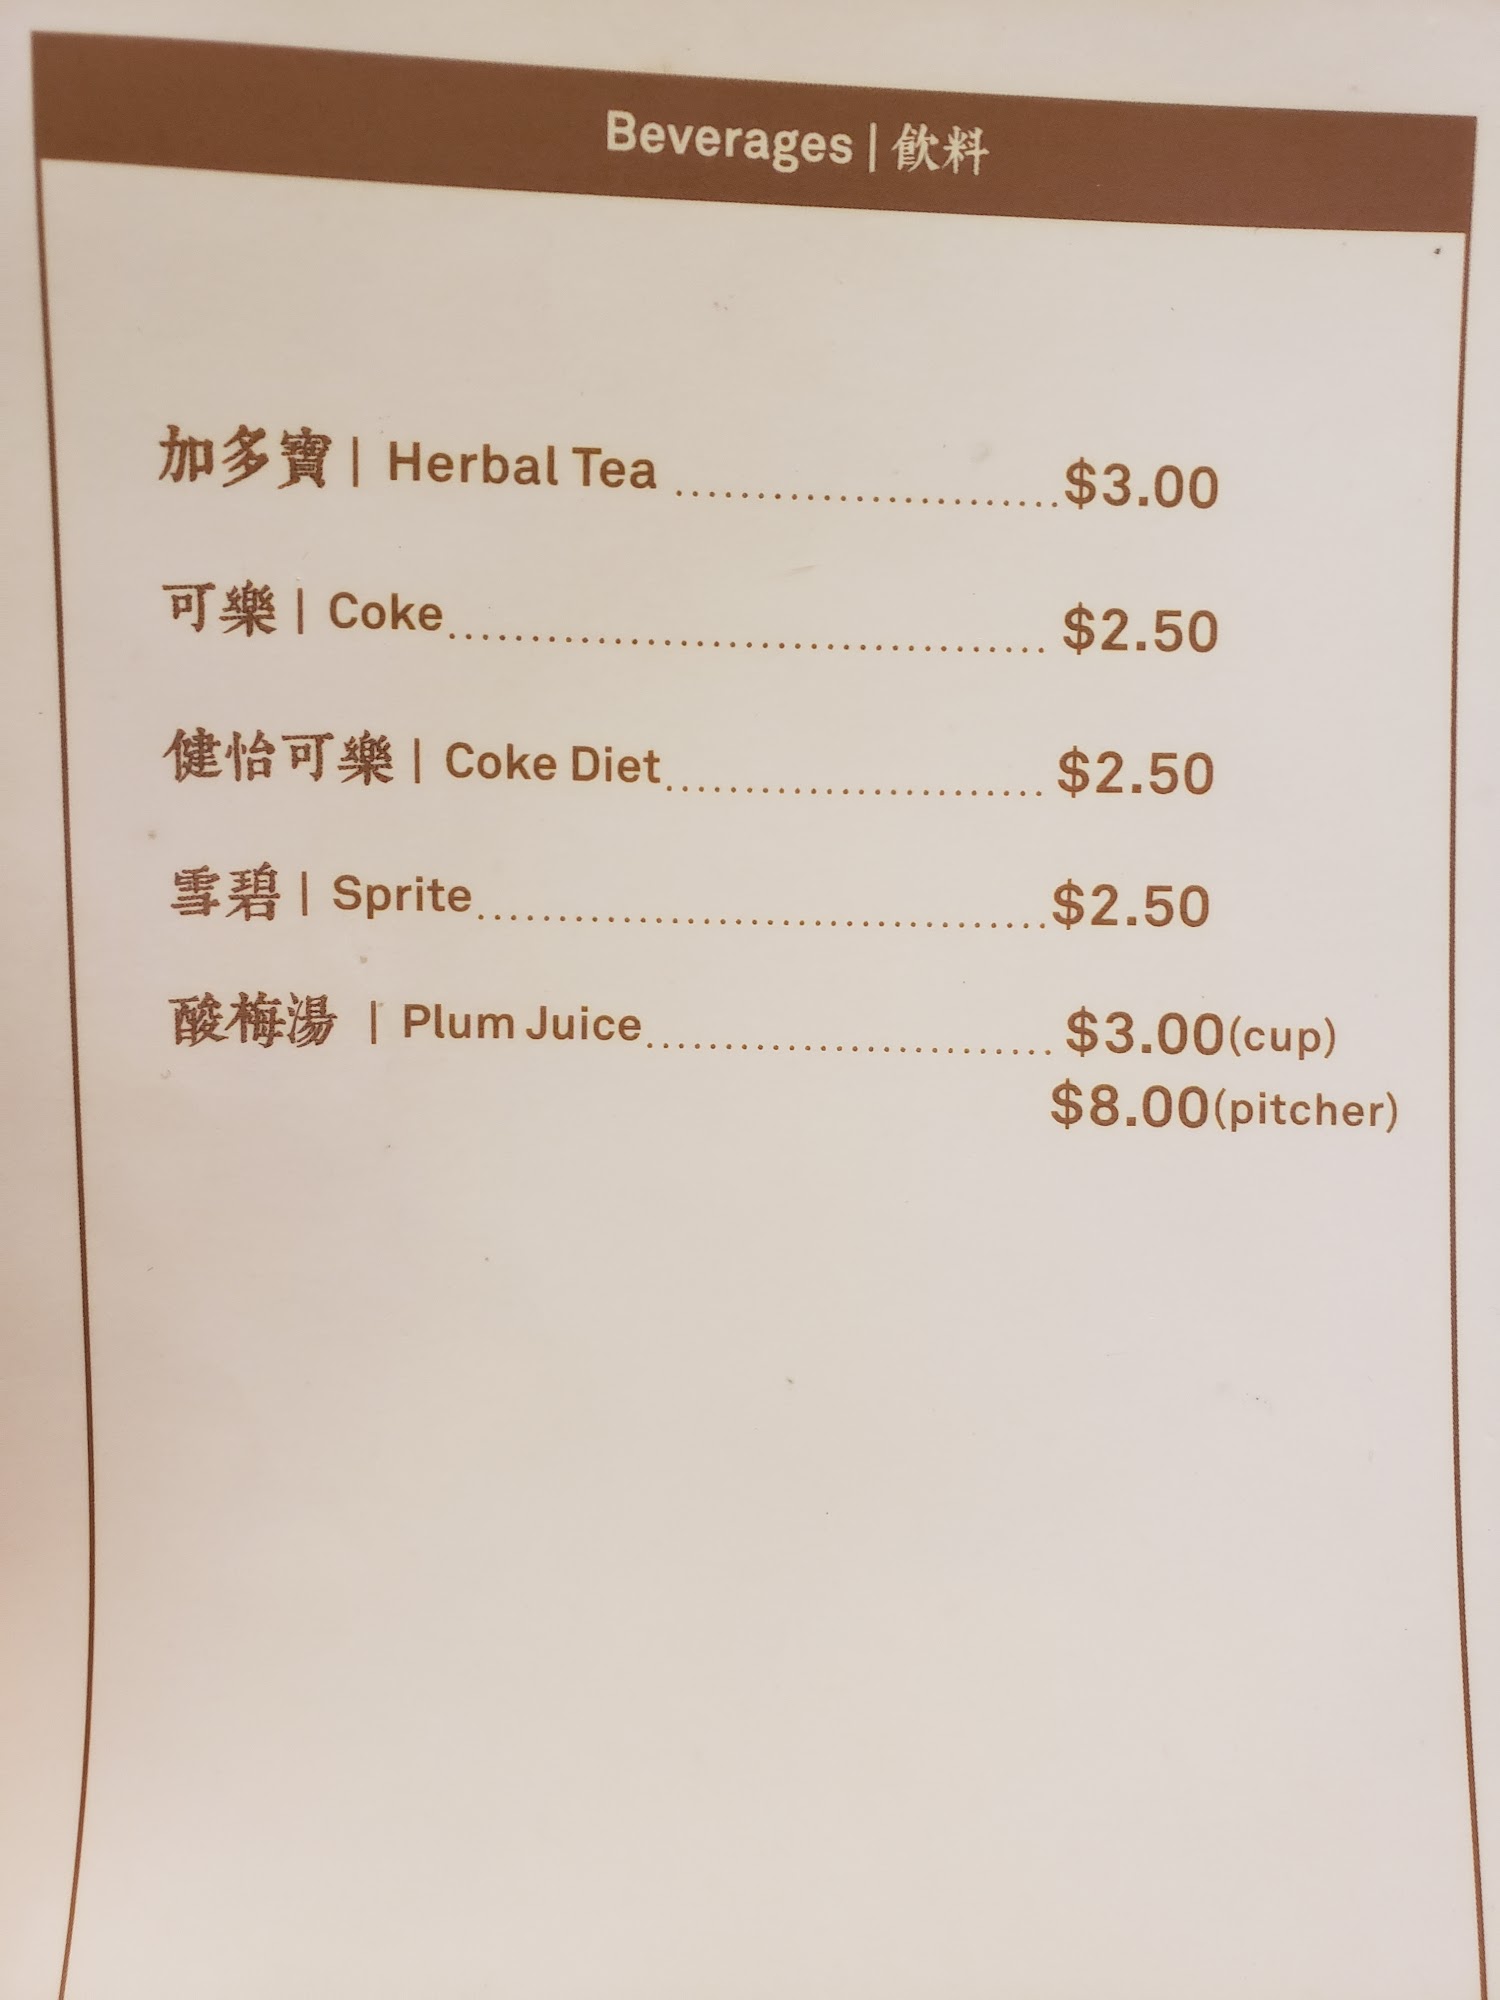 Beverages | 飲料
加多寶 | Herbal Tea ........................ $3.00
可樂 | Coke ........................ $2.50
健怡可樂 | Coke Diet ........................ $2.50
雪碧 | Sprite ........................ $2.50
酸梅湯 | Plum Juice ........................ $3.00(cup)
$8.00(pitcher)